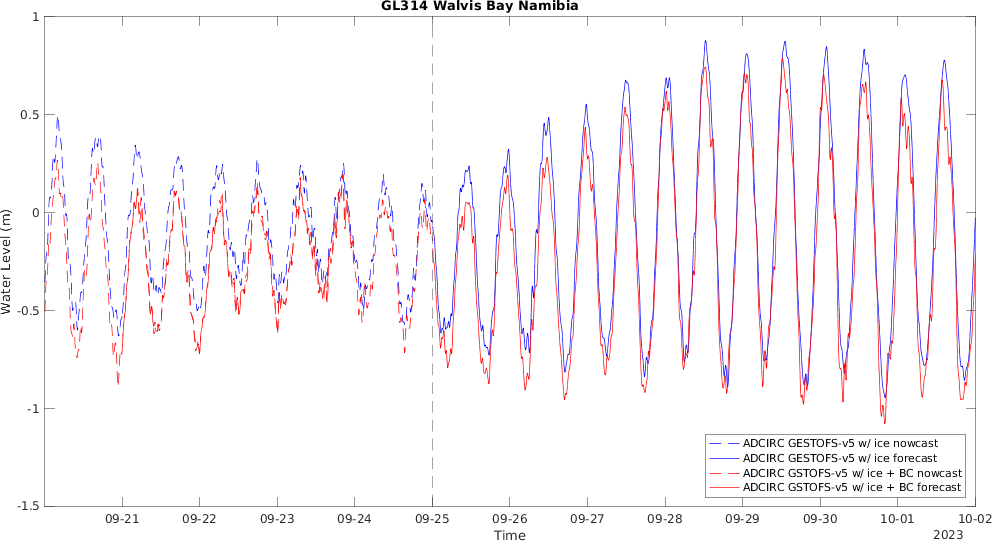 GL314 Walvis Bay Namibia
1
0.5
0
-0.5
-1
-1.5
Water Level (m)
ADCIRC GESTOFS-v5 w/ ice nowcast
ADCIRC GESTOFS-v5 w/ ice forecast
ADCIRC GSTOFS-v5 w/ ice + BC nowcast
ADCIRC GSTOFS-v5 w/ ice + BC forecast
09-21 09-22 09-23 09-24 09-25 09-26 09-27 09-28 09-29 09-30 10-01 10-02
Time
2023